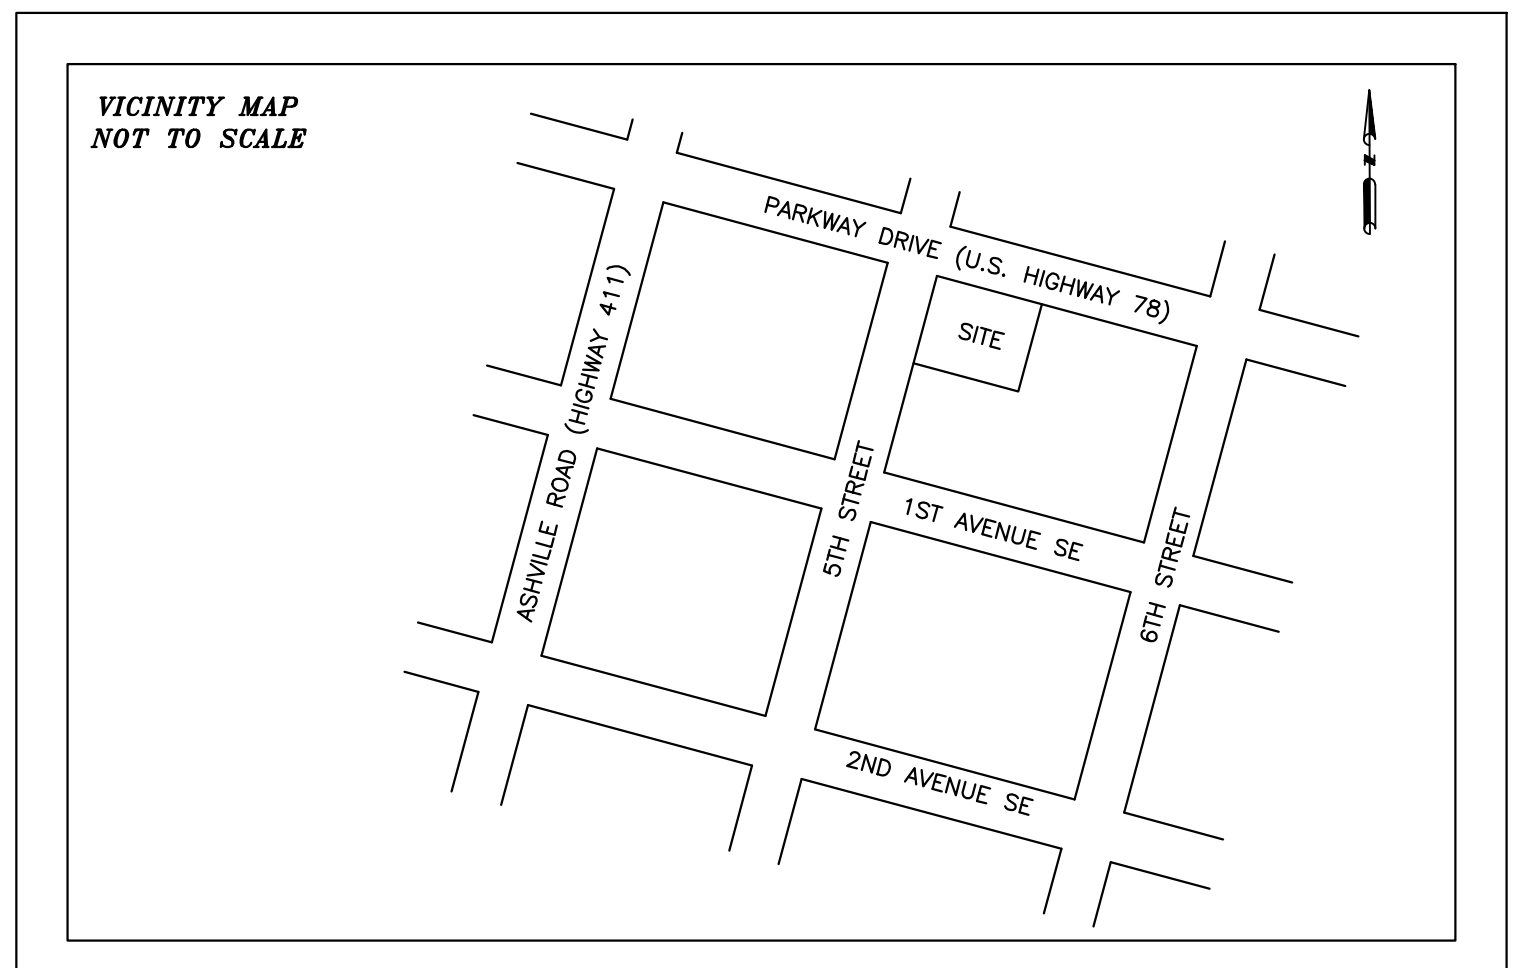 VICINITY MAP
NOT TO SCALE
N
PARKWAY DRIVE (U.S. HIGHWAY 78)
SITE
ASHVILLE ROAD (HIGHWAY 411)
5TH STREET
1ST AVENUE SE
6TH STREET
2ND AVENUE SE